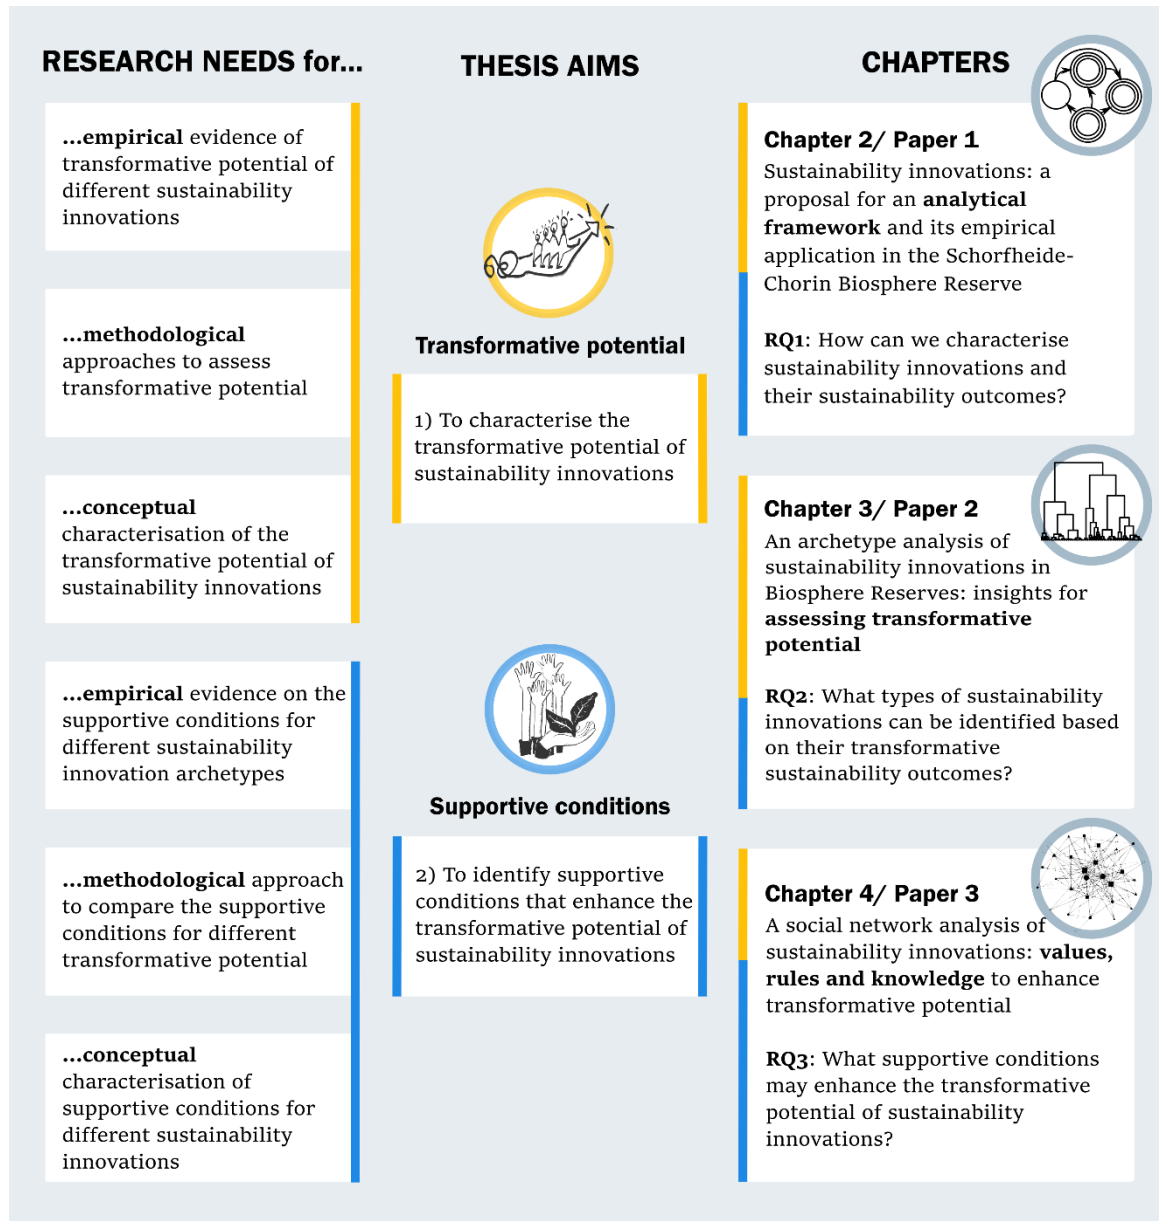 RESEARCH NEEDS for...
...empirical evidence of
transformative potential of
different sustainability
innovations
...methodological
approaches to assess
transformative potential
...conceptual
characterisation of the
transformative potential of
sustainability innovations
...empirical evidence on the
supportive conditions for
different sustainability
innovation archetypes
...methodological approach
to compare the supportive
conditions for different
transformative potential
...conceptual
characterisation of
supportive conditions for
different sustainability
innovations
THESIS AIMS
Transformative potential
1) To characterise the
transformative potential of
sustainability innovations
Supportive conditions
2) To identify supportive
conditions that enhance the
transformative potential of
sustainability innovations
CHAPTERS
Chapter 2/ Paper 1
Sustainability innovations: a
proposal for an analytical
framework and its empirical
application in the Schorfheide-
Chorin Biosphere Reserve
RQ1: How can we characterise
sustainability innovations and
their sustainability outcomes?
Chapter 3/ Paper 2
An archetype analysis of
sustainability innovations in
Biosphere Reserves: insights for
assessing transformative
potential
RQ2: What types of sustainability
innovations can be identified based
on their transformative
sustainability outcomes?
Chapter 4/ Paper 3
A social network analysis of
sustainability innovations: values,
rules and knowledge to enhance
transformative potential
RQ3: What supportive conditions
may enhance the transformative
potential of sustainability
innovations?